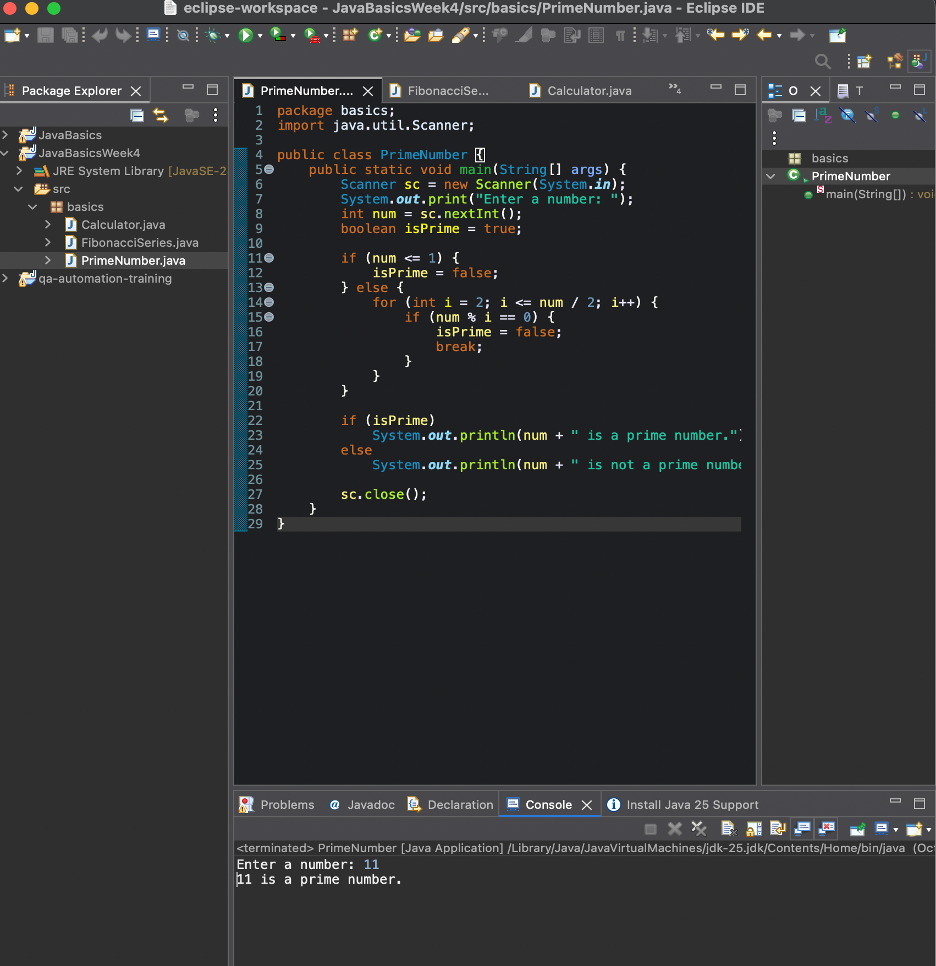 eclipse-workspace - JavaBasicsWeek4/src/basics/PrimeNumber.java - Eclipse IDE
Package Explorer
JavaBasics
JavaBasicsWeek4
JRE System Library [JavaSE-2
src
basics
Calculator.java
FibonacciSeries.java
PrimeNumber.java
qa-automation-training
PrimeNumber.... FibonacciSe... Calculator.java »4
1 package basics;
2 import java.util.Scanner;
3
4 public class PrimeNumber {
5 public static void main(String[] args) {
6 Scanner sc = new Scanner(System.in);
7 System.out.print("Enter a number: ");
8 int num = sc.nextInt();
9 boolean isPrime = true;
10
11 if (num <= 1) {
12 isPrime = false;
13 } else {
14 for (int i = 2; i <= num / 2; i++) {
15 if (num % i == 0) {
16 isPrime = false;
17 break;
18 }
19 }
20 }
21
22 if (isPrime)
23 System.out.println(num + " is a prime number.")
24 else
25 System.out.println(num + " is not a prime numbe
26
27 sc.close();
28 }
29 }
O T
basics
PrimeNumber
main(String[]) : voi
Problems Javadoc Declaration Console Install Java 25 Support
<terminated> PrimeNumber [Java Application] /Library/Java/JavaVirtualMachines/jdk-25.jdk/Contents/Home/bin/java (Oct
Enter a number: 11
11 is a prime number.